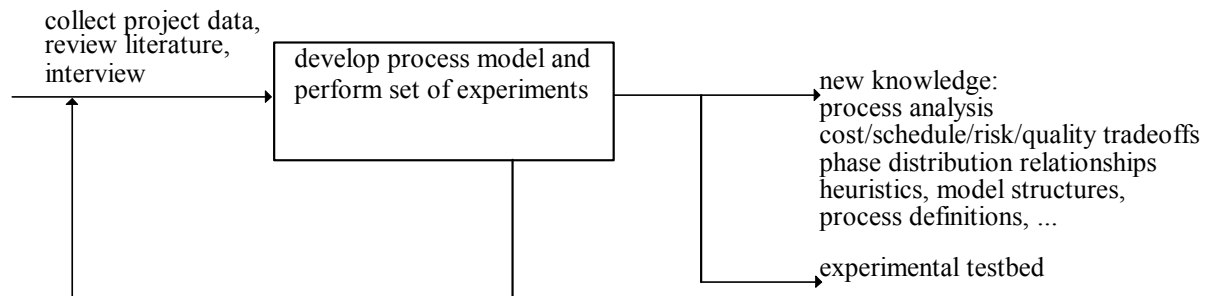 collect project data,
review literature,
interview
develop process model and
perform set of experiments
new knowledge:
process analysis
cost/schedule/risk/quality tradeoffs
phase distribution relationships
heuristics, model structures,
process definitions, ...
experimental testbed